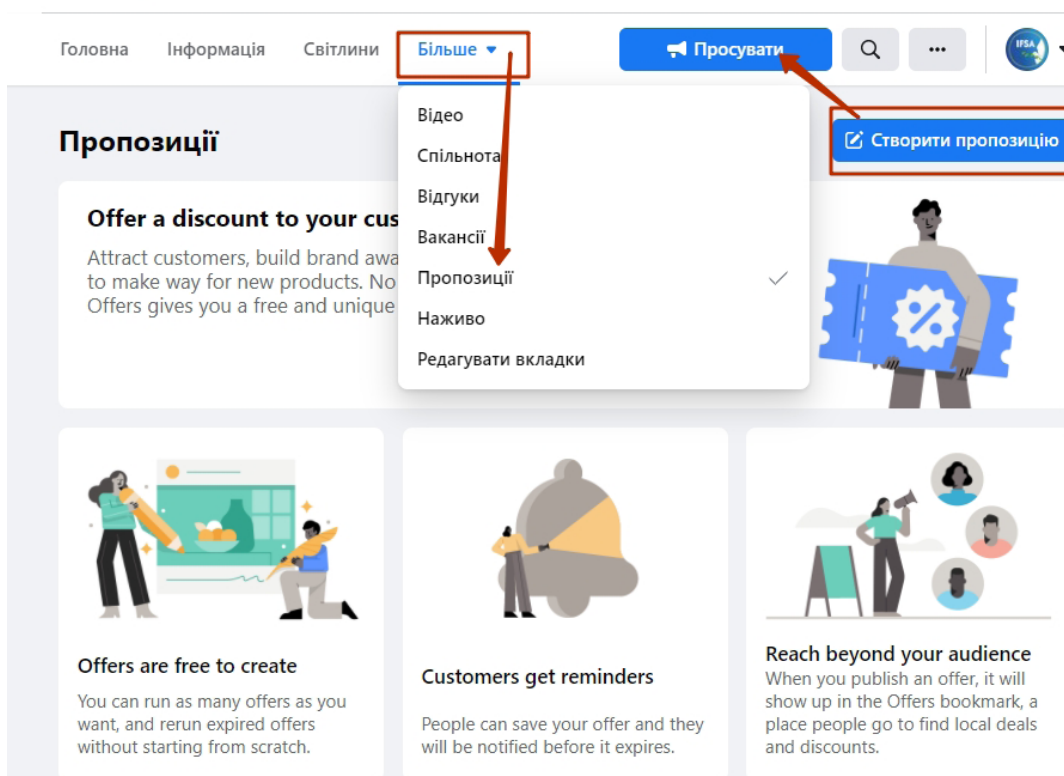 Головна Інформація Світлини Більше Просувати ... IFSA
Відео
Спільнота
Відгуки
Вакансії
Пропозиції
Наживо
Редагувати вкладки
Пропозиції
Створити пропозицію
Offer a discount to your cus
Attract customers, build brand awa
to make way for new products. No
Offers gives you a free and unique
Offers are free to create
You can run as many offers as you
want, and rerun expired offers
without starting from scratch.
Customers get reminders
People can save your offer and they
will be notified before it expires.
Reach beyond your audience
When you publish an offer, it will
show up in the Offers bookmark, a
place people go to find local deals
and discounts.